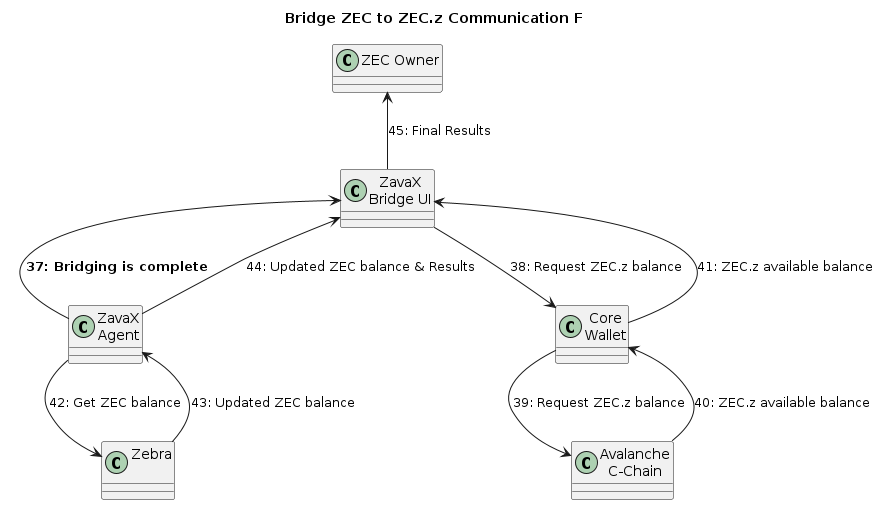 Bridge ZEC to ZEC.z Communication F
C ZEC Owner
45: Final Results
C ZavaX
Bridge UI
37: Bridging is complete
44: Updated ZEC balance & Results
38: Request ZEC.z balance
41: ZEC.z available balance
C ZavaX
Agent
C Core
Wallet
42: Get ZEC balance
43: Updated ZEC balance
39: Request ZEC.z balance
40: ZEC.z available balance
C Zebra
C Avalanche
C-Chain